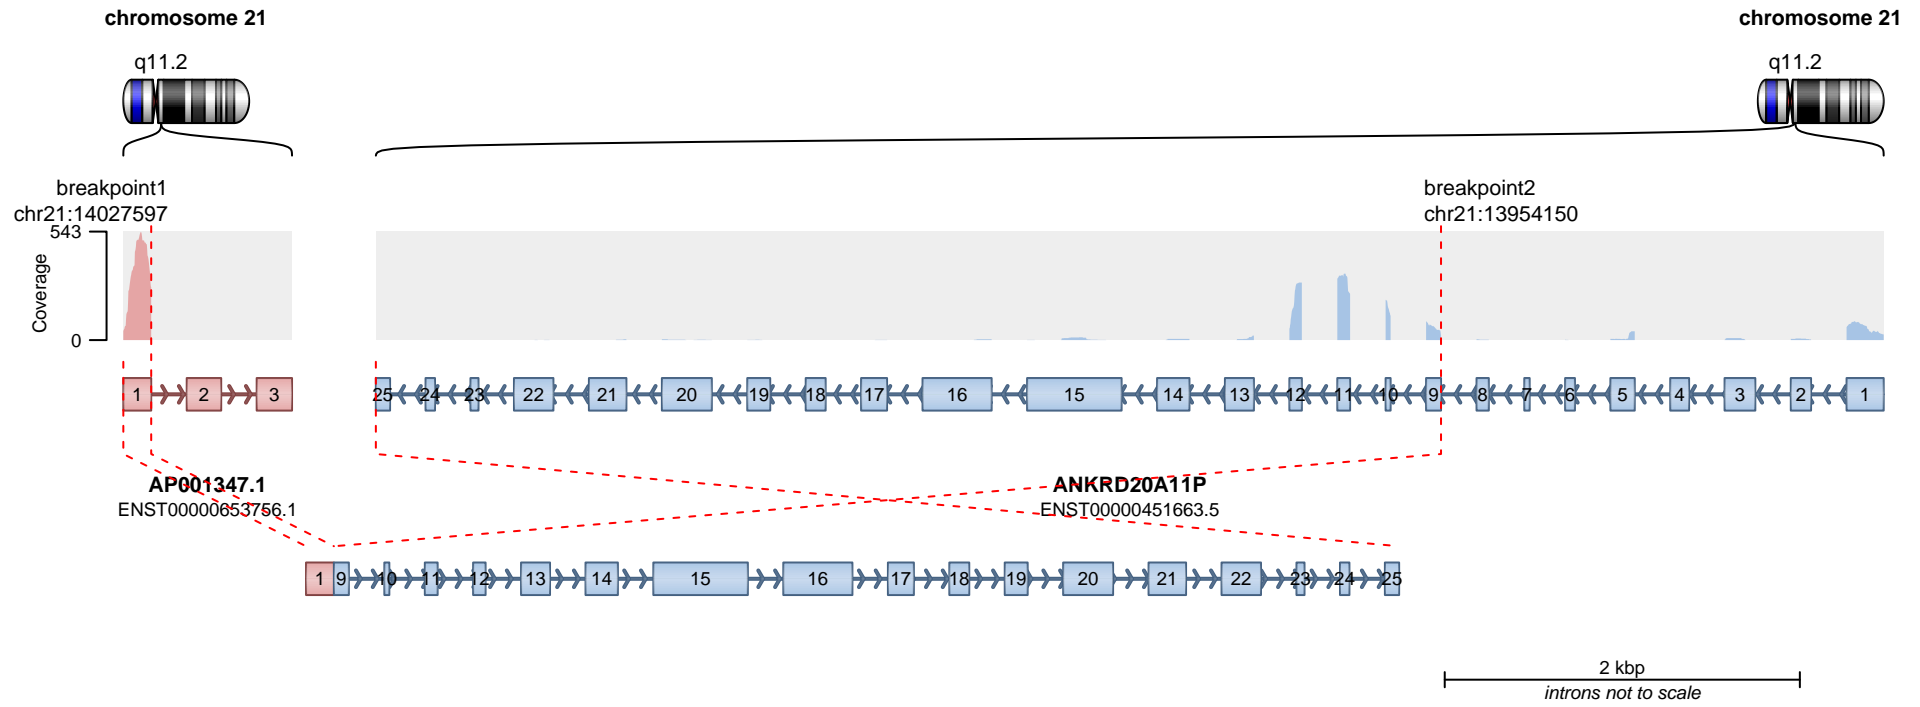 chromosome 21
chromosome 21
q11.2
q11.2
breakpoint1
chr21:14027597
breakpoint2
chr21:13954150
543
Coverage
0
1 2 3
25 24 23 22 21 20 19 18 17 16 15 14 13 12 11 10 9 8 7 6 5 4 3 2 1
AP001347.1
ENST00000653756.1
ANKRD20A11P
ENST00000451663.5
1 9 10 11 12 13 14 15 16 17 18 19 20 21 22 23 24 25
2 kbp
introns not to scale